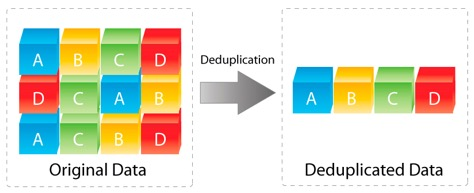 A B C D
D C A B
A C B D
Original Data
Deduplication
A B C D
Deduplicated Data